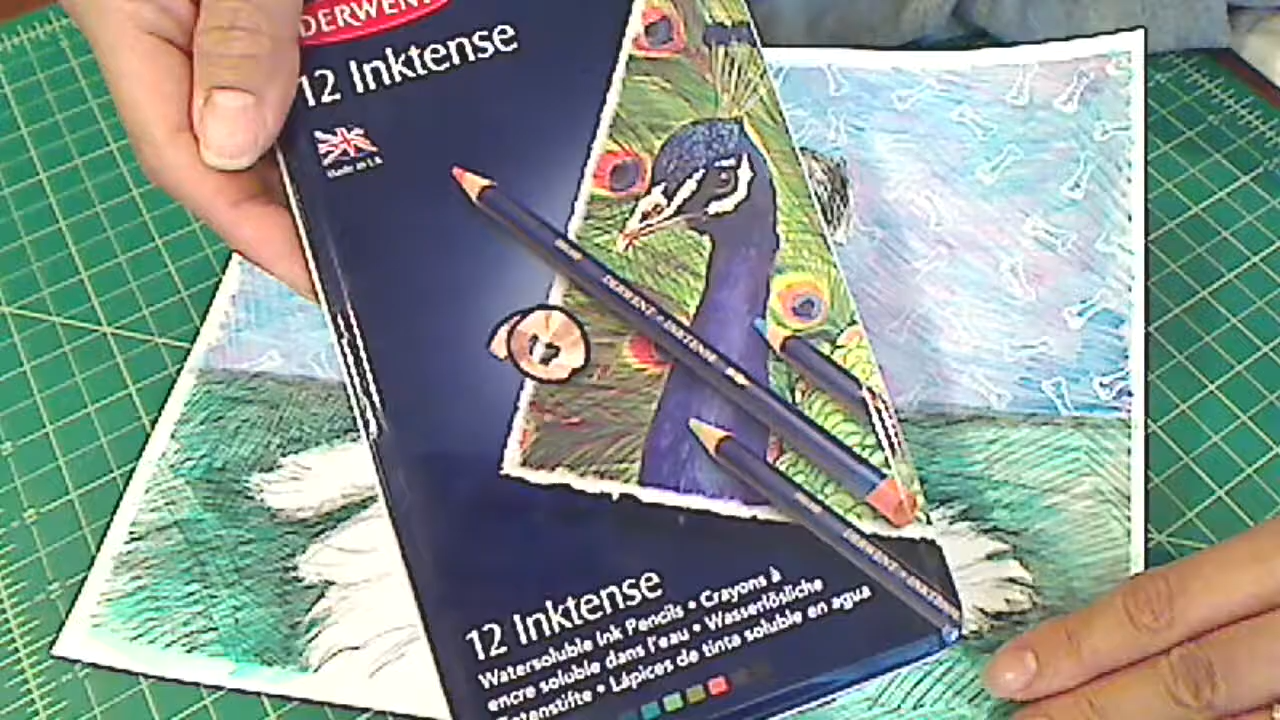 DERWENT
12 Inktense
Made in U.K
DERWENT • INKTENSE
DERWENT • INKTENSE
12 Inktense
Watersoluble Ink Pencils • Crayons à
encre soluble dans l'eau • Wasserlösliche
Tintenstifte • Lápices de tinta soluble en agua